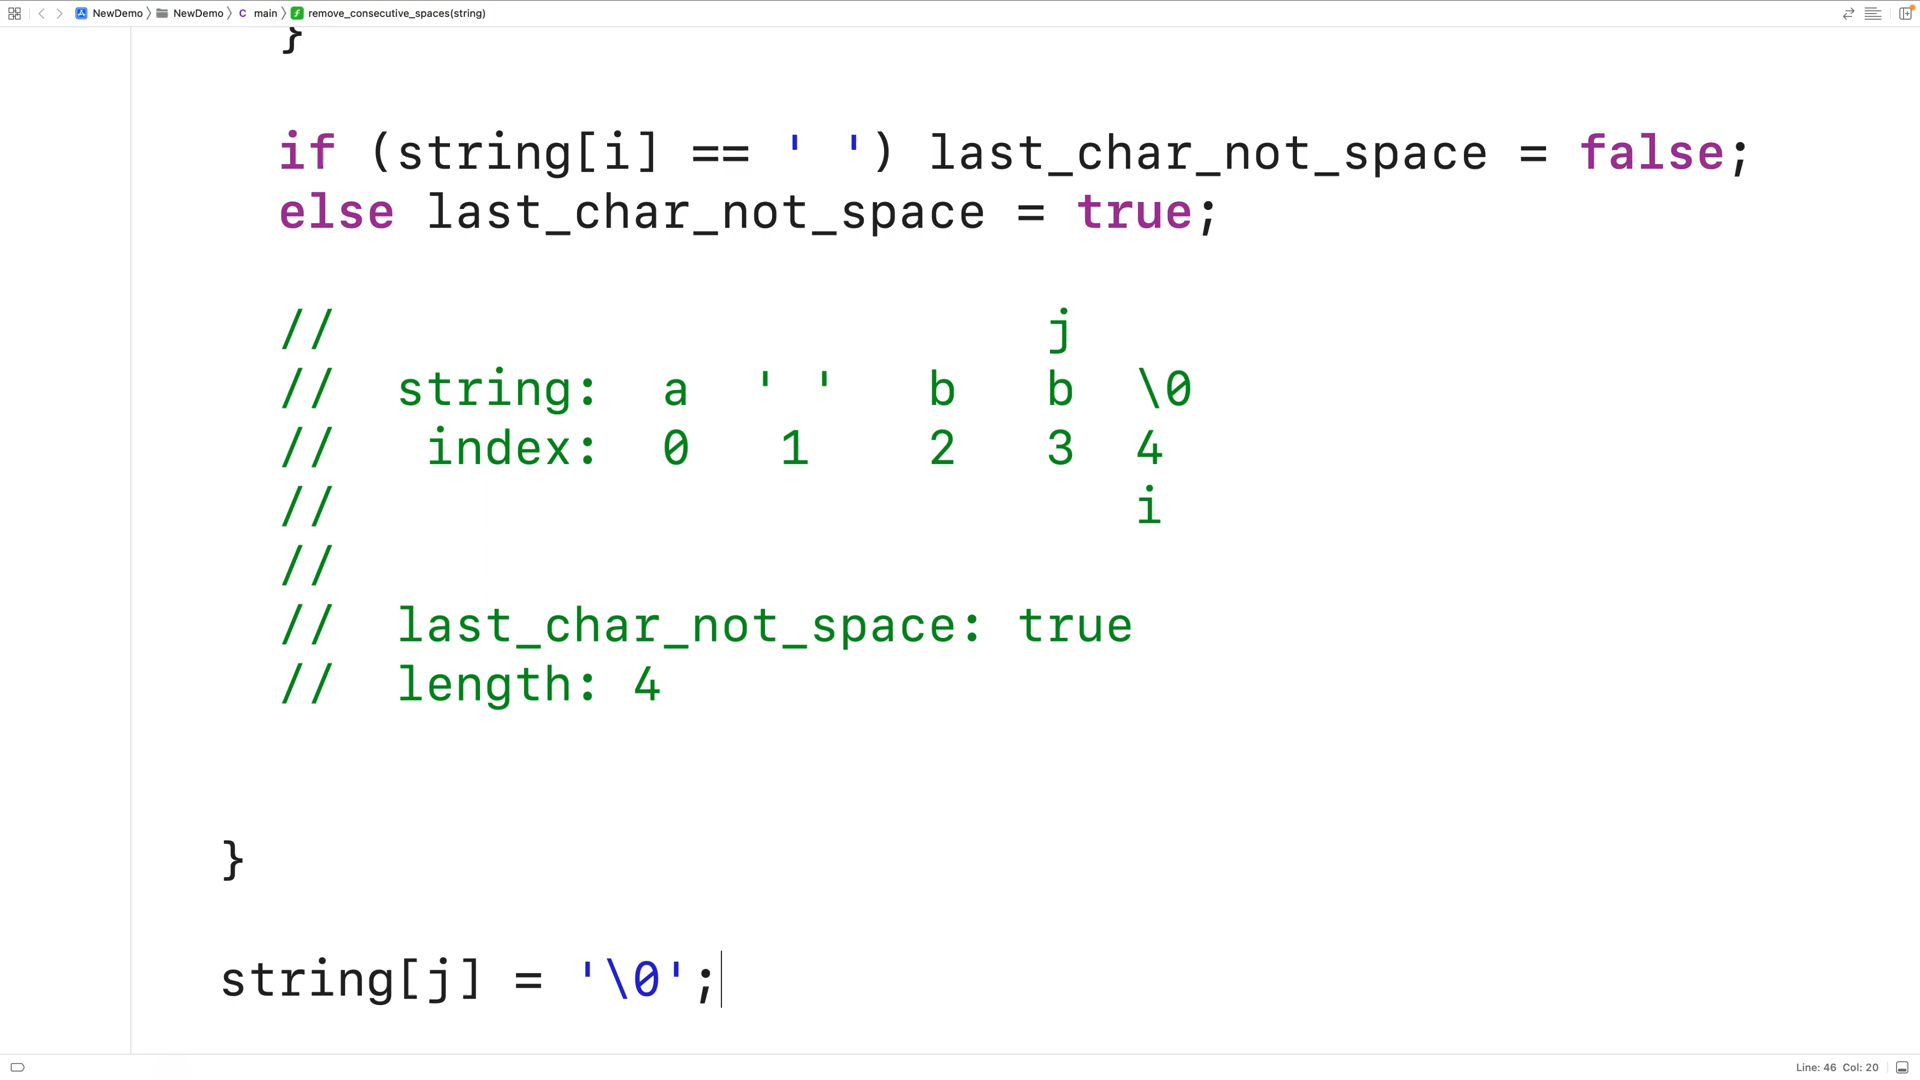 NewDemo NewDemo C main f remove_consecutive_spaces(string)
}
if (string[i] == ' ') last_char_not_space = false;
else last_char_not_space = true;
// j
// string: a ' ' b b \0
// index: 0 1 2 3 4
// i
//
// last_char_not_space: true
// length: 4
}
string[j] = '\0';
Line: 46 Col: 20